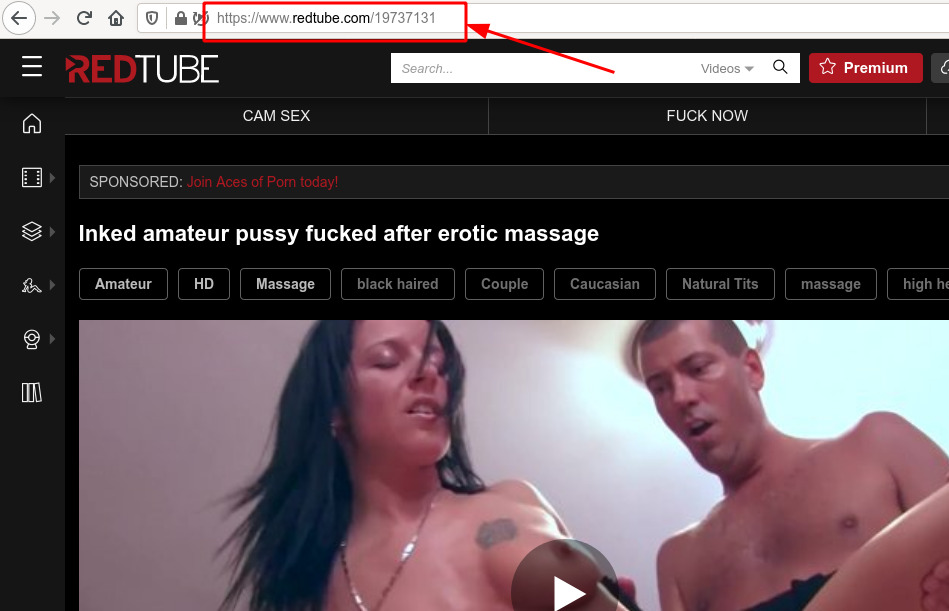 https://www.redtube.com/19737131
REDTUBE
Search...
Videos
Premium
CAM SEX
FUCK NOW
SPONSORED: Join Aces of Porn today!
Inked amateur pussy fucked after erotic massage
Amateur
HD
Massage
black haired
Couple
Caucasian
Natural Tits
massage
high he